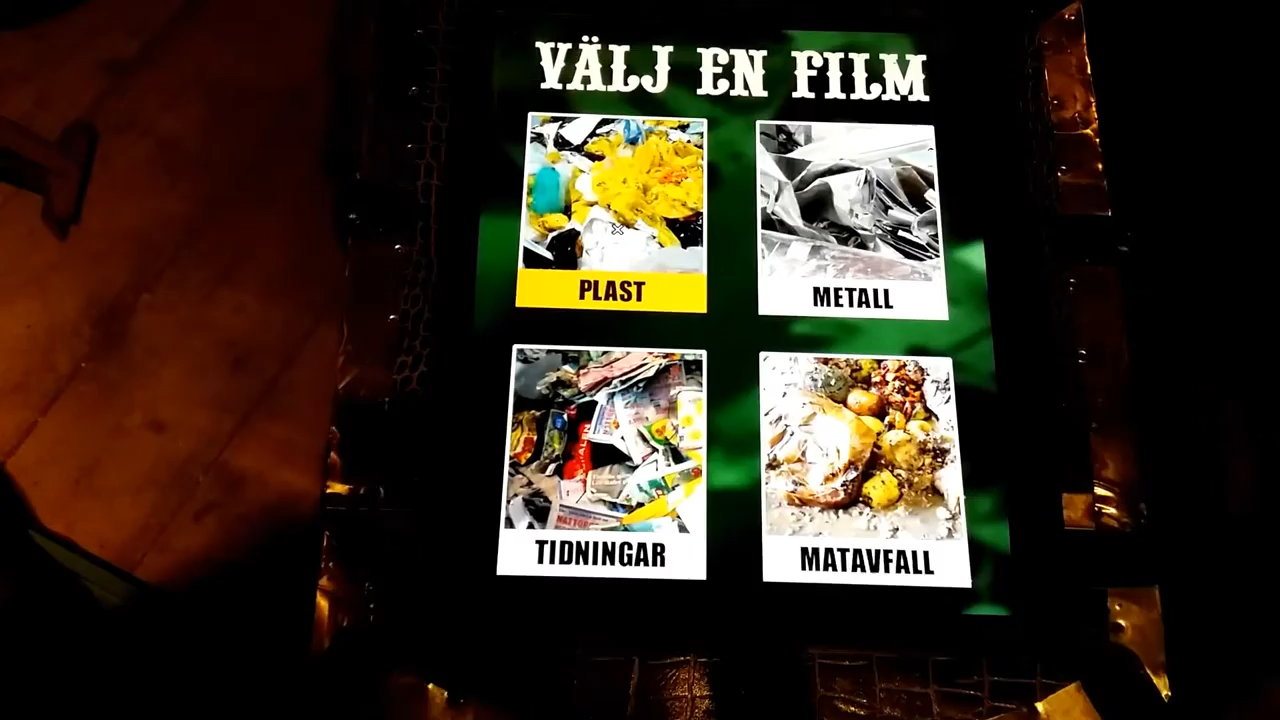 VÄLJ EN FILM
PLAST
METALL
TIDNINGAR
MATAVFALL